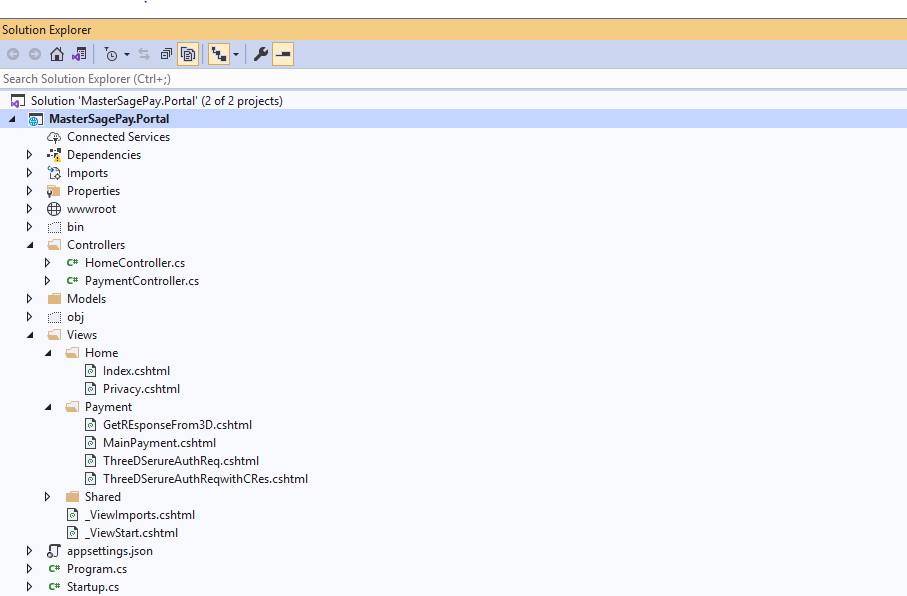 Solution Explorer
Search Solution Explorer (Ctrl+;)
Solution 'MasterSagePay.Portal' (2 of 2 projects)
MasterSagePay.Portal
Connected Services
Dependencies
Imports
Properties
wwwroot
bin
Controllers
C# HomeController.cs
C# PaymentController.cs
Models
obj
Views
Home
Index.cshtml
Privacy.cshtml
Payment
GetREsponseFrom3D.cshtml
MainPayment.cshtml
ThreeDSerureAuthReq.cshtml
ThreeDSerureAuthReqwithCRes.cshtml
Shared
_ViewImports.cshtml
_ViewStart.cshtml
appsettings.json
C# Program.cs
C# Startup.cs